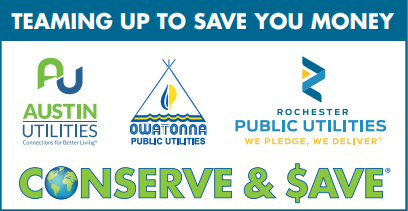 TEAMING UP TO SAVE YOU MONEY
AU
AUSTIN
UTILITIES
Connections for Better Living®
OWATONNA
PUBLIC UTILITIES
ROCHESTER
PUBLIC UTILITIES
WE PLEDGE, WE DELIVER®
CONSERVE & $AVE®